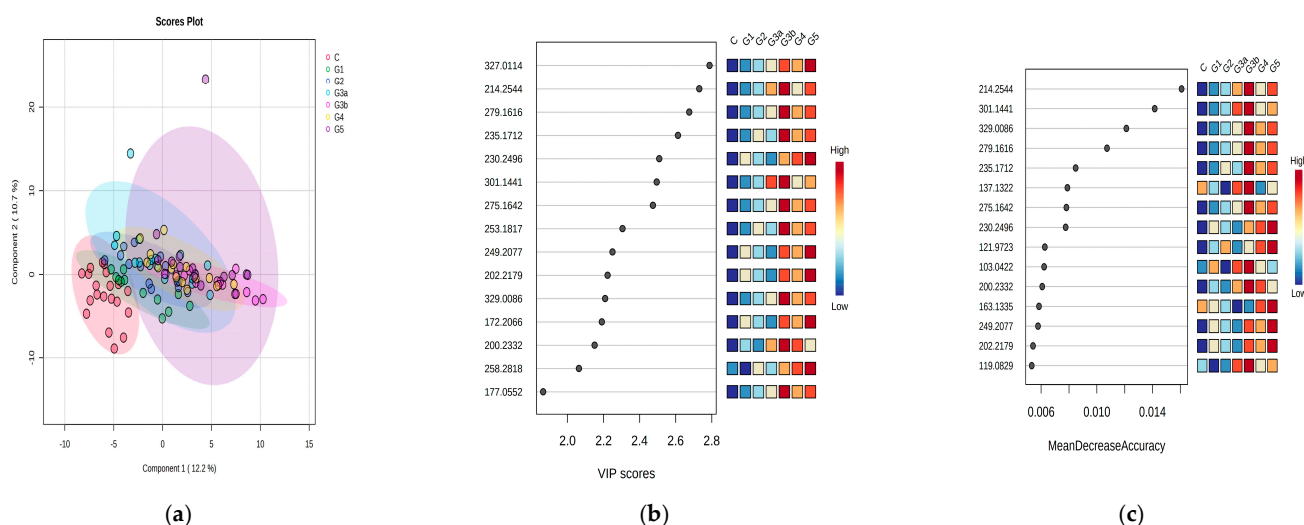 Scores Plot
C
G1
G2
G3a
G3b
G4
G5
Component 2 ( 10.7 %)
20
10
0
-10
-10
-5
0
5
10
15
Component 1 ( 12.2 %)
(a)
C
G1
G2
G3a
G3b
G4
G5
327.0114
214.2544
279.1616
235.1712
230.2496
301.1441
275.1642
253.1817
249.2077
202.2179
329.0086
172.2066
200.2332
258.2818
177.0552
High
Low
2.0
2.2
2.4
2.6
2.8
VIP scores
(b)
C
G1
G2
G3a
G3b
G4
G5
214.2544
301.1441
329.0086
279.1616
235.1712
137.1322
275.1642
230.2496
121.9723
103.0422
200.2332
163.1335
249.2077
202.2179
119.0829
High
Low
0.006
0.010
0.014
MeanDecreaseAccuracy
(c)